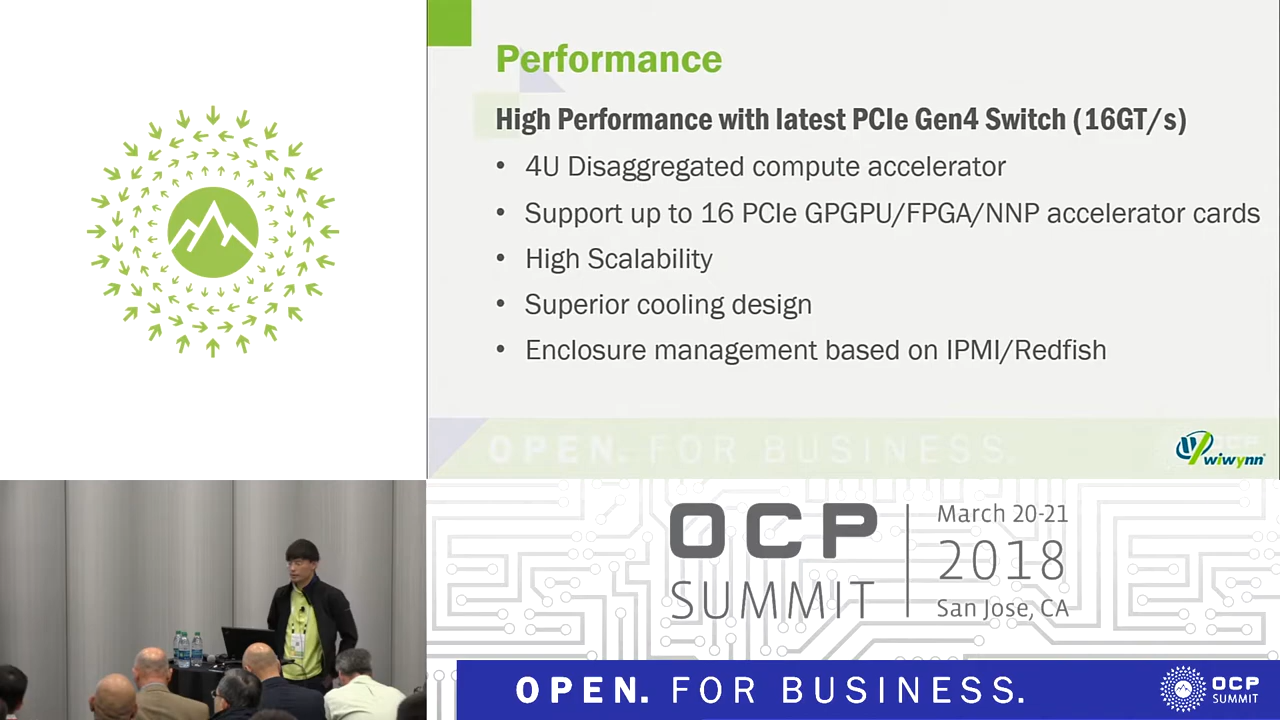 Performance
High Performance with latest PCIe Gen4 Switch (16GT/s)
• 4U Disaggregated compute accelerator
• Support up to 16 PCIe GPGPU/FPGA/NNP accelerator cards
• High Scalability
• Superior cooling design
• Enclosure management based on IPMI/Redfish
OPEN. FOR BUSINESS.
OCP
wiwynn
OCP
SUMMIT
March 20-21
2018
San Jose, CA
OPEN. FOR BUSINESS.
OCP
SUMMIT